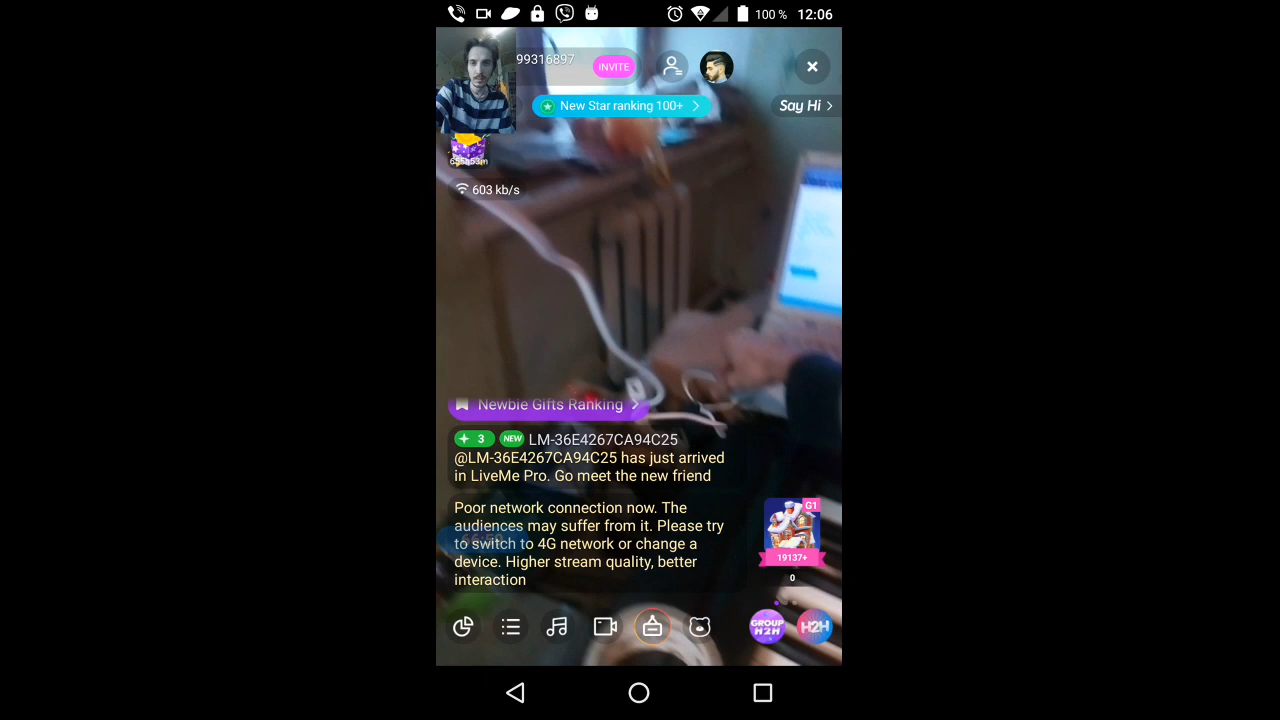 100 % 12:06
99316897
INVITE
New Star ranking 100+
Say Hi
655h53m
603 kb/s
Newbie Gifts Ranking
3 NEW LM-36E4267CA94C25
@LM-36E4267CA94C25 has just arrived
in LiveMe Pro. Go meet the new friend
Poor network connection now. The
audiences may suffer from it. Please try
to switch to 4G network or change a
device. Higher stream quality, better
interaction
G1
19137+
0
GROUP
H2H
H2H